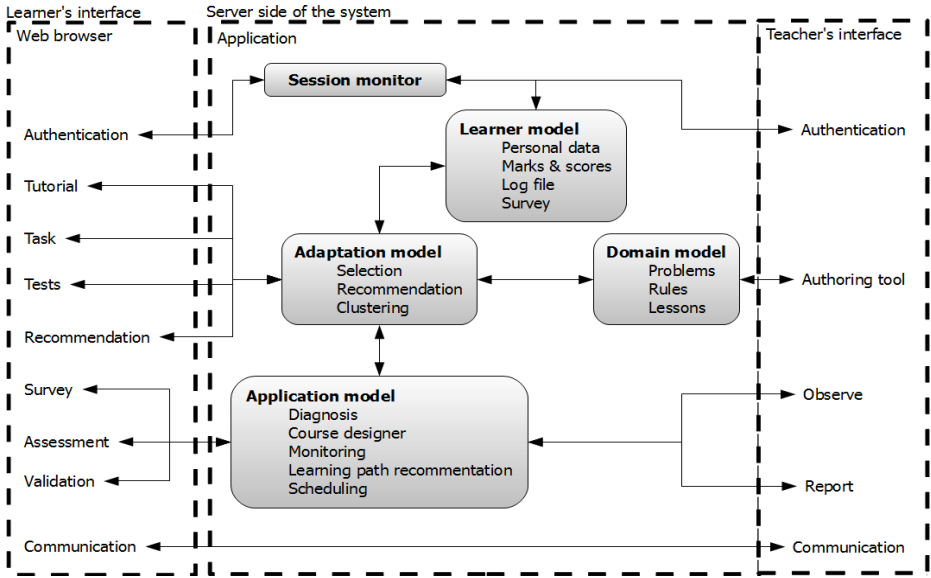 Learner's interface
Server side of the system
Web browser
Application
Teacher's interface
Session monitor
Authentication
Learner model
Personal data
Marks & scores
Log file
Survey
Authentication
Tutorial
Task
Tests
Recommendation
Adaptation model
Selection
Recommendation
Clustering
Domain model
Problems
Rules
Lessons
Authoring tool
Survey
Assessment
Validation
Application model
Diagnosis
Course designer
Monitoring
Learning path recommentation
Scheduling
Observe
Report
Communication
Communication